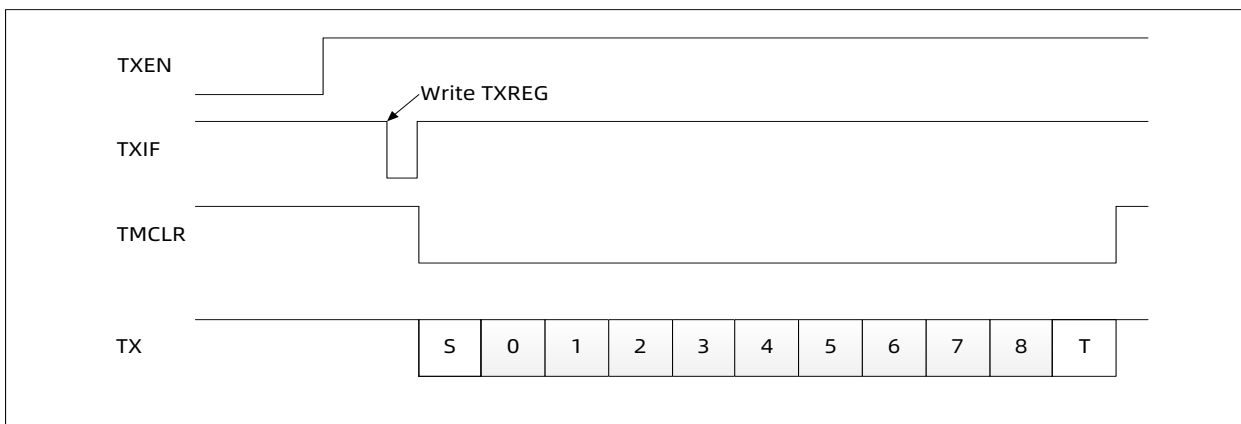 TXEN
Write TXREG
TXIF
TMCLR
TX S 0 1 2 3 4 5 6 7 8 T